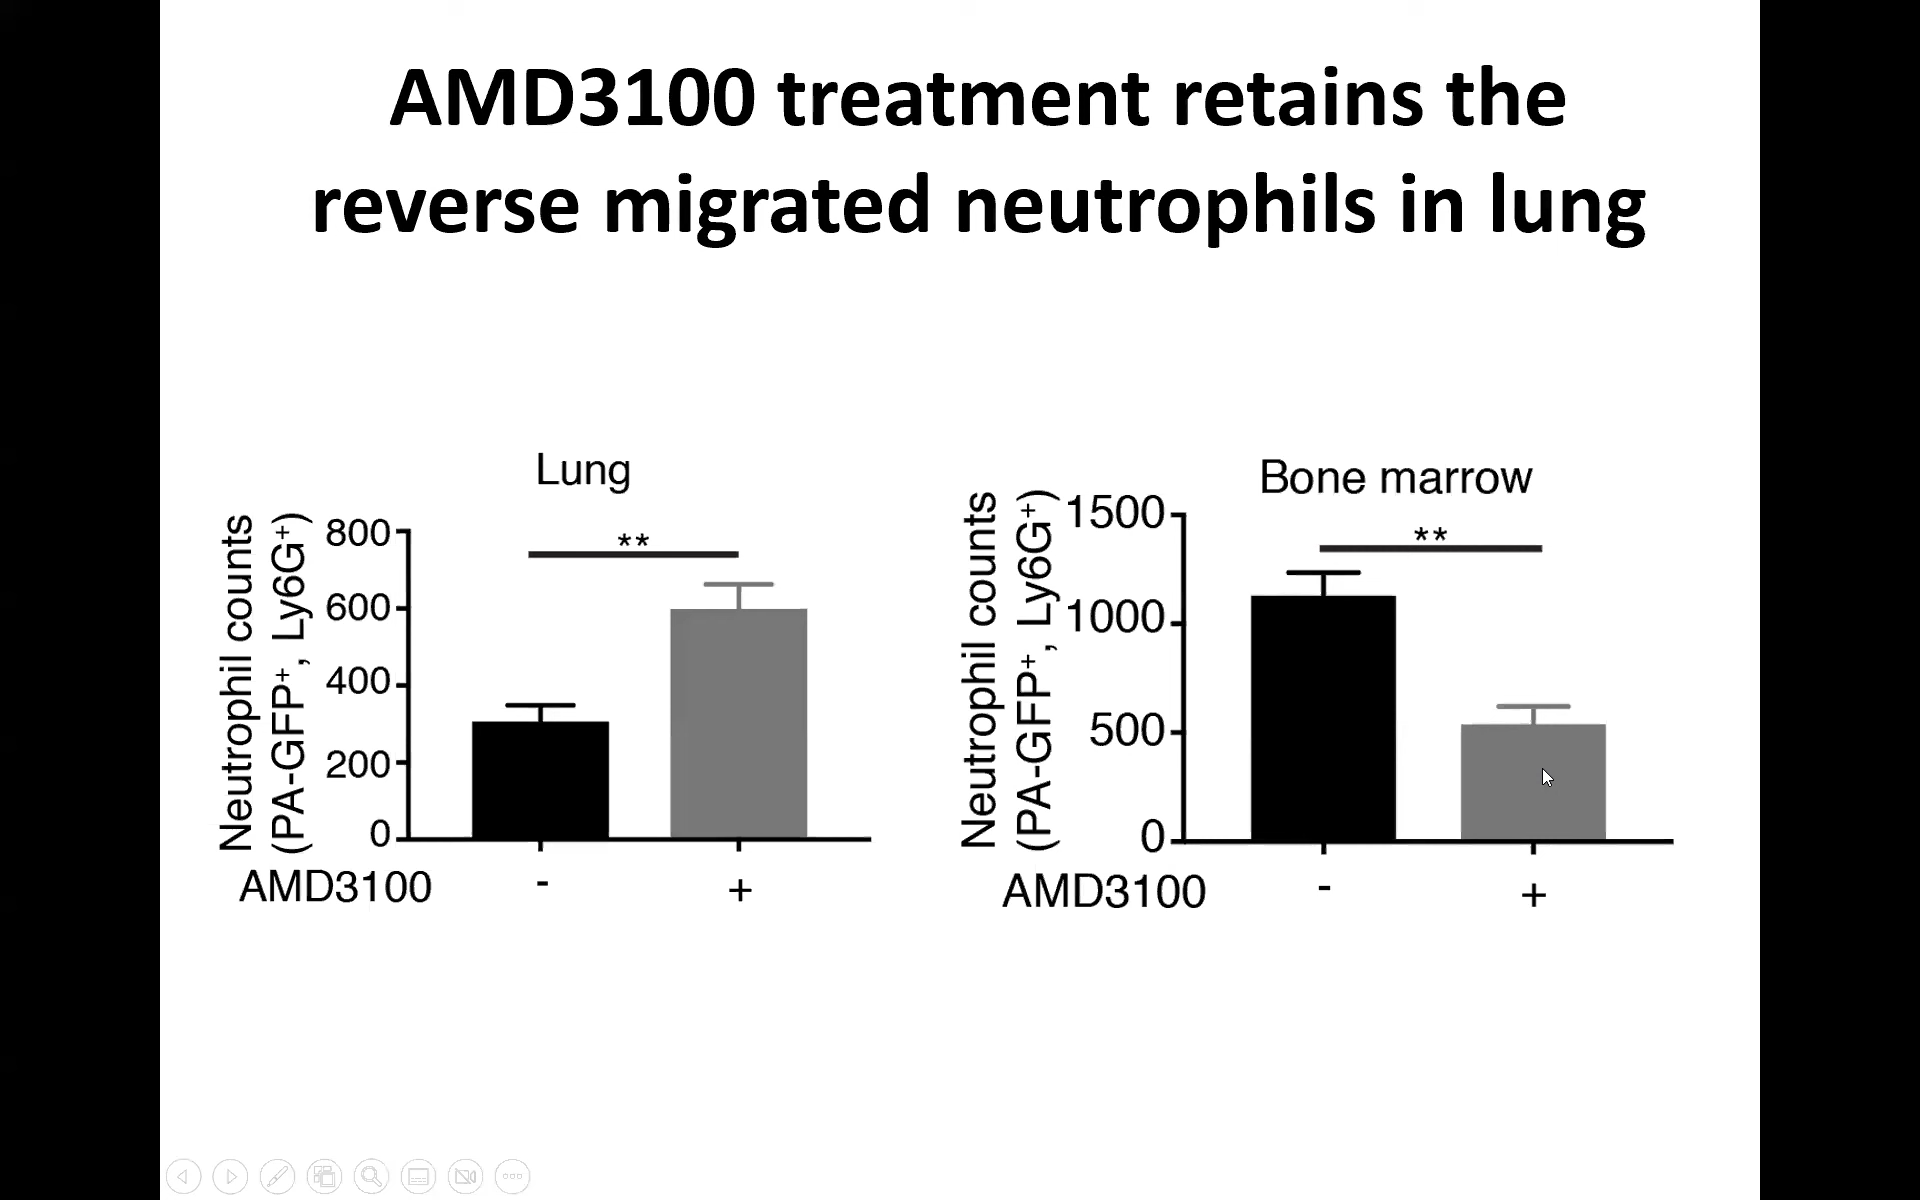 AMD3100 treatment retains the
reverse migrated neutrophils in lung
Lung
Neutrophil counts
(PA-GFP⁺, Ly6G⁺)
800
600
400
200
0
**
AMD3100
-
+
Bone marrow
Neutrophil counts
(PA-GFP⁺, Ly6G⁺)
1500
1000
500
0
**
AMD3100
-
+